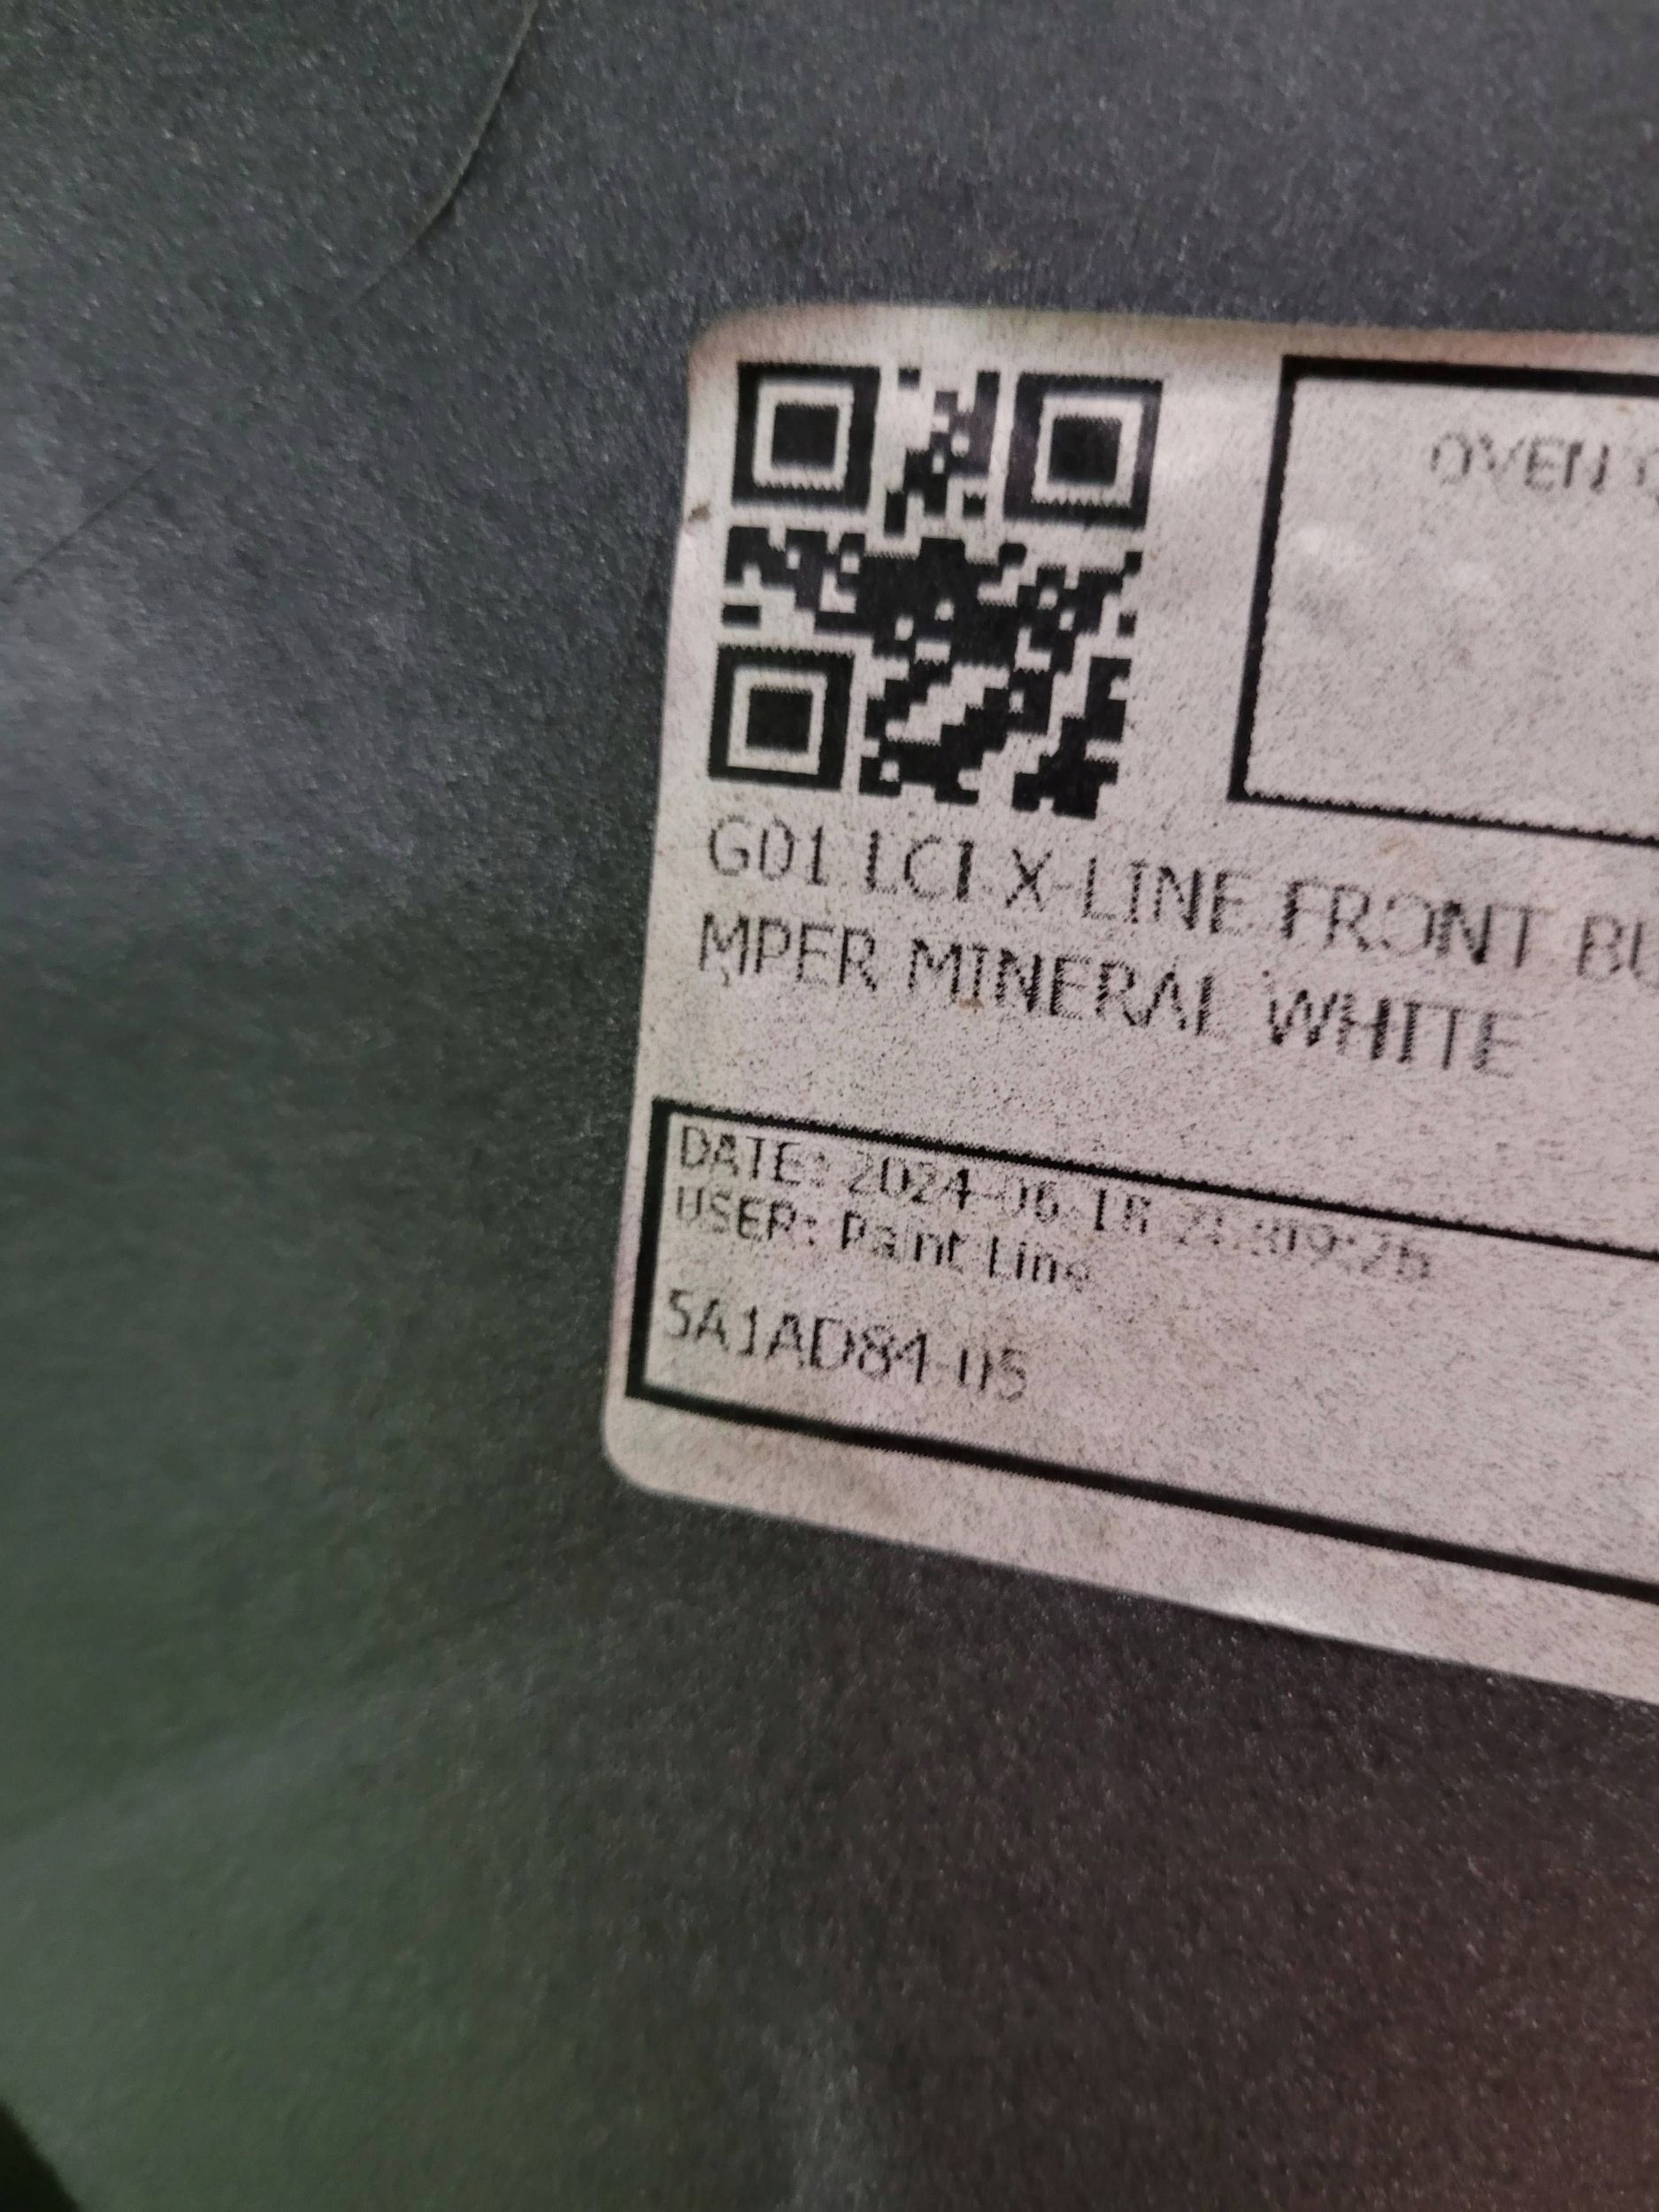 OVEN
G01 LCI X-LINE FRONT BU
MPER MINERAL WHITE
DATE: 2024-06-18
USER: Paint Line
5A1AD84-05